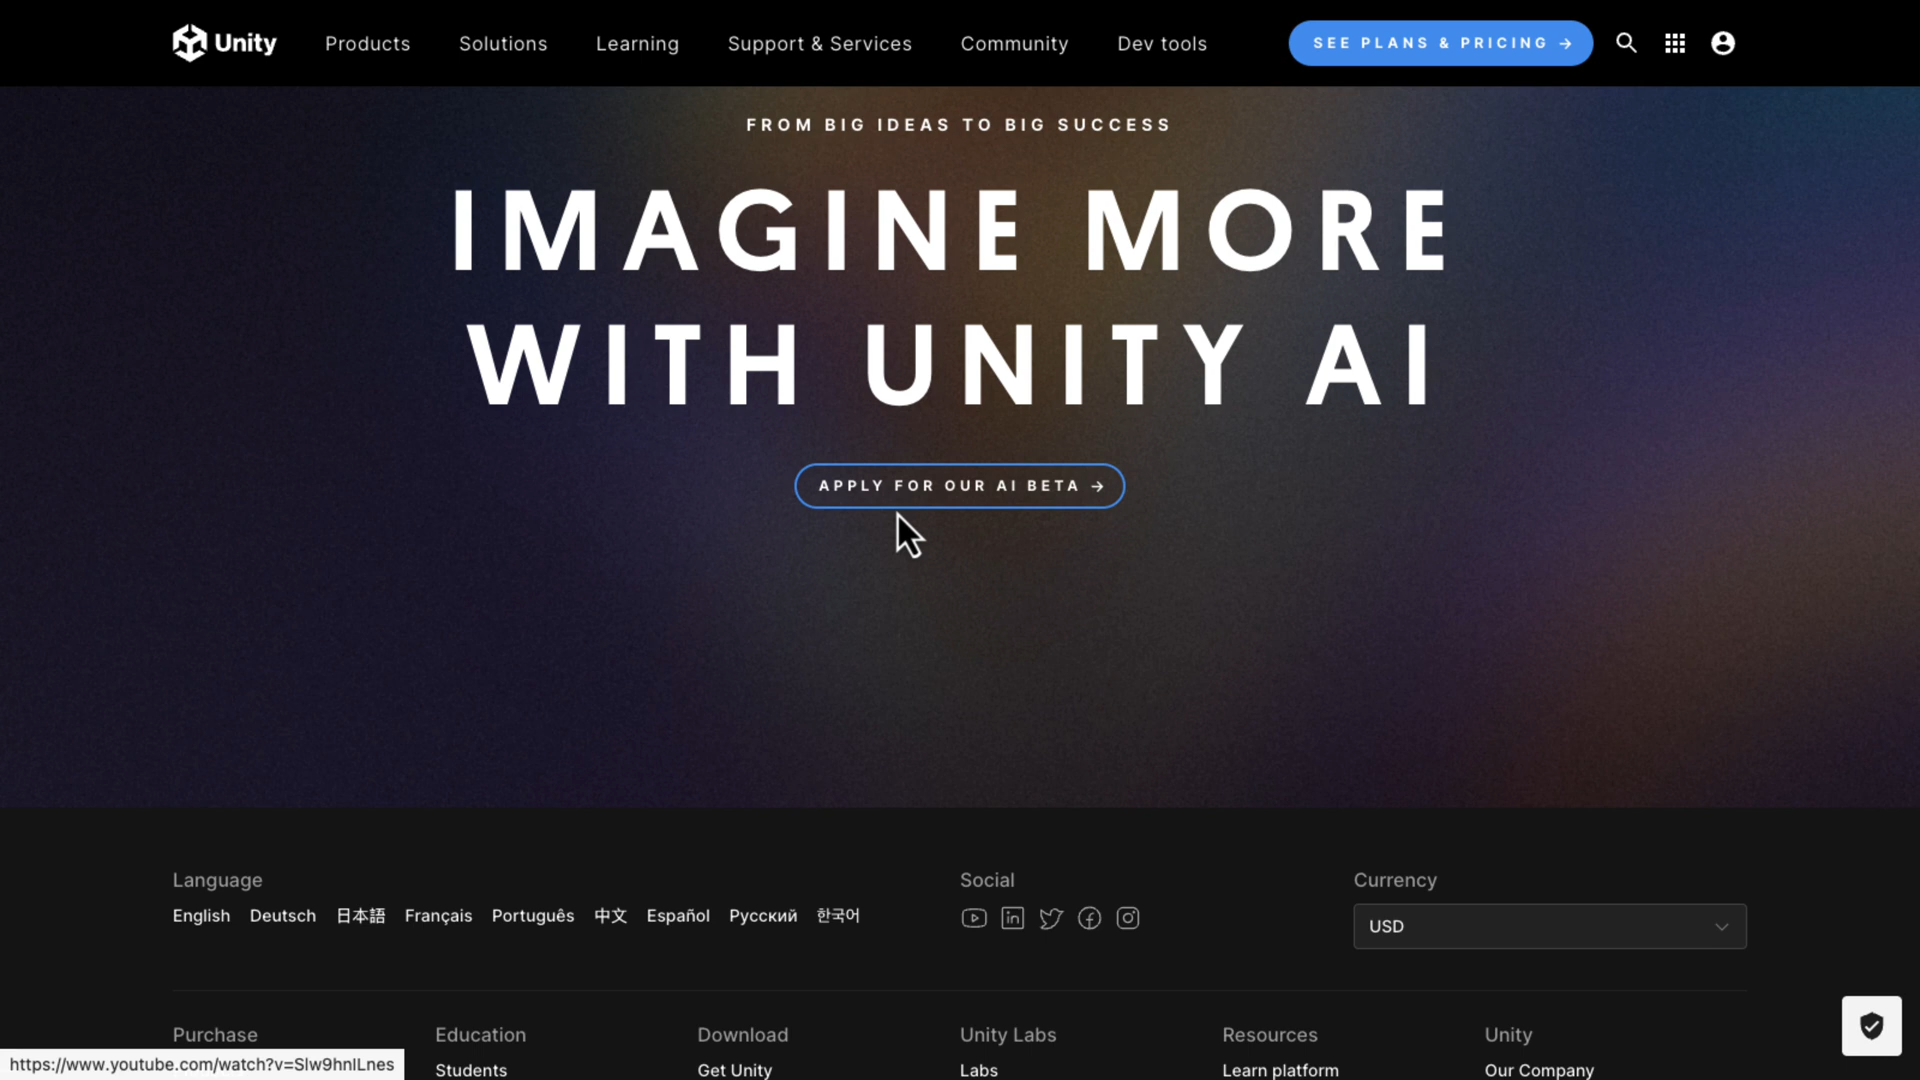 Unity
Products
Solutions
Learning
Support & Services
Community
Dev tools
SEE PLANS & PRICING →
FROM BIG IDEAS TO BIG SUCCESS
IMAGINE MORE
WITH UNITY AI
APPLY FOR OUR AI BETA →
Language
English Deutsch 日本語 Français Português 中文 Español Русский 한국어
Social
Currency
USD
Purchase
Education
Students
Download
Get Unity
Unity Labs
Labs
Resources
Learn platform
Unity
Our Company
https://www.youtube.com/watch?v=Slw9hnlLnes